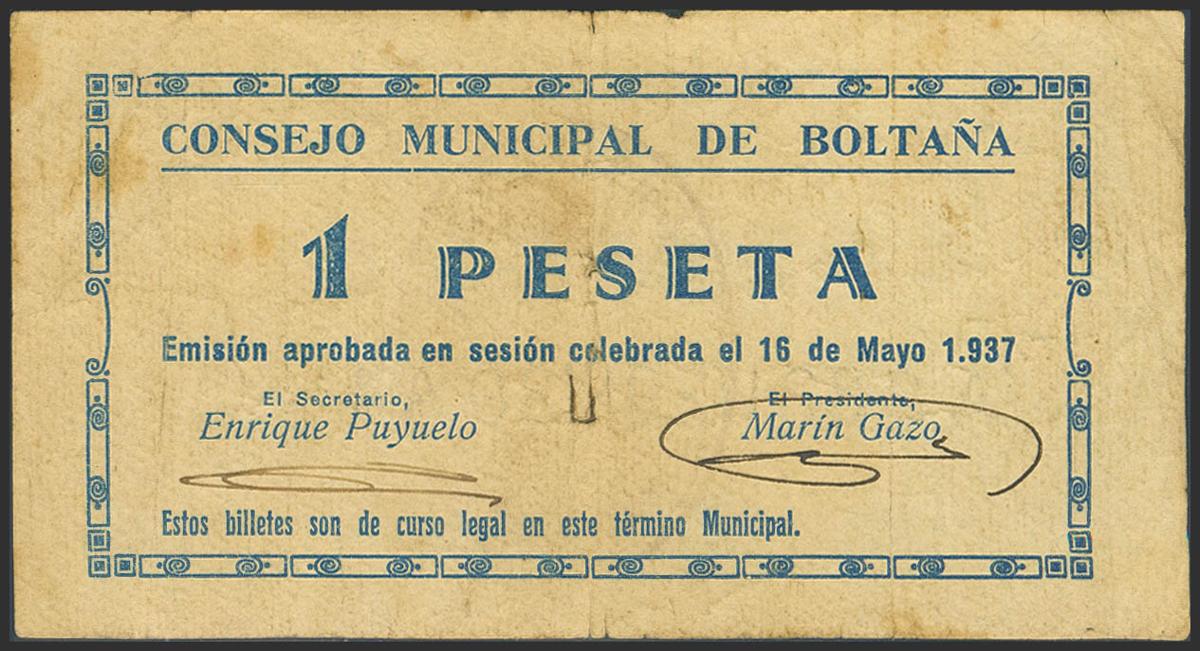 CONSEJO MUNICIPAL DE BOLTAÑA
1 PESETA
Emisión aprobada en sesión celebrada el 16 de Mayo 1.937
El Secretario, El Presidente,
Enrique Puyuelo Marín Gazo
Estos billetes son de curso legal en este término Municipal.